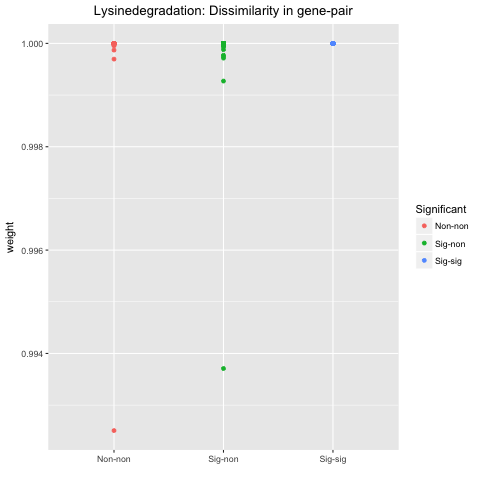 Lysinedegradation: Dissimilarity in gene-pair
weight
1.000
0.998
0.996
0.994
Non-non
Sig-non
Sig-sig
Significant
Non-non
Sig-non
Sig-sig